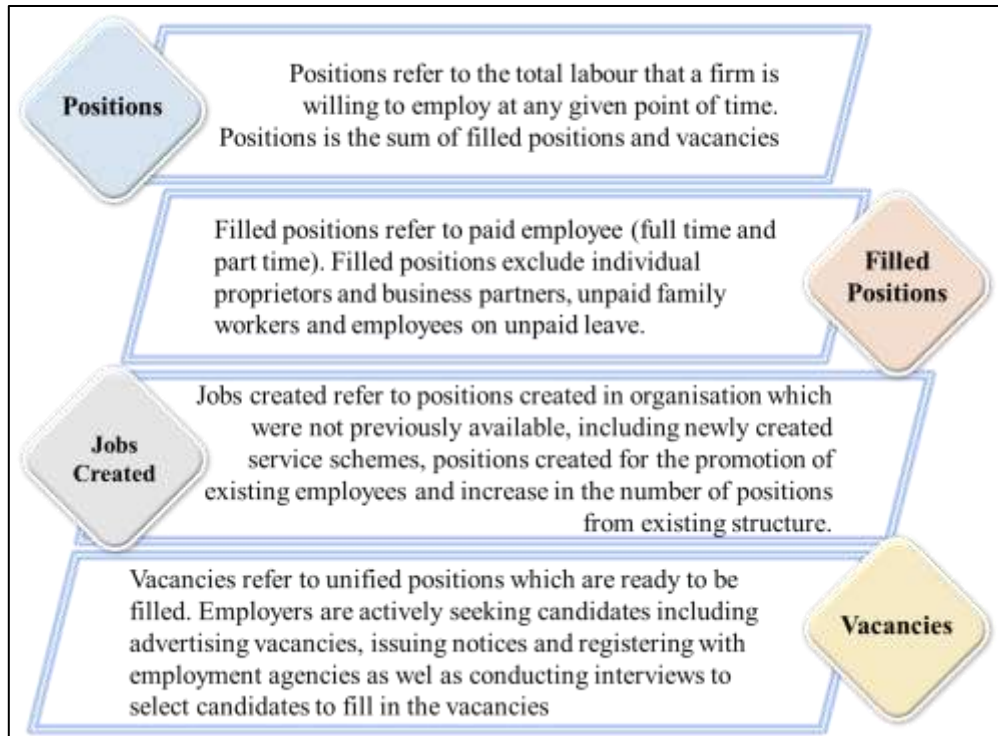 Positions
Positions refer to the total labour that a firm is
willing to employ at any given point of time.
Positions is the sum of filled positions and vacancies
Filled positions refer to paid employee (full time and
part time). Filled positions exclude individual
proprietors and business partners, unpaid family
workers and employees on unpaid leave.
Filled
Positions
Jobs
Created
Jobs created refer to positions created in organisation which
were not previously available, including newly created
service schemes, positions created for the promotion of
existing employees and increase in the number of positions
from existing structure.
Vacancies refer to unified positions which are ready to be
filled. Employers are actively seeking candidates including
advertising vacancies, issuing notices and registering with
employment agencies as wel as conducting interviews to
select candidates to fill in the vacancies
Vacancies